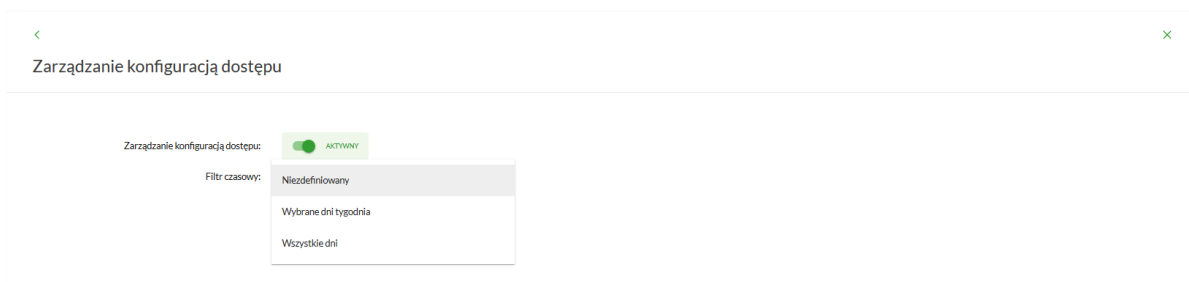 Zarządzanie konfiguracją dostępu
Zarządzanie konfiguracją dostępu:
AKTYWNY
Filtr czasowy:
Niezdefiniowany
Wybrane dni tygodnia
Wszystkie dni